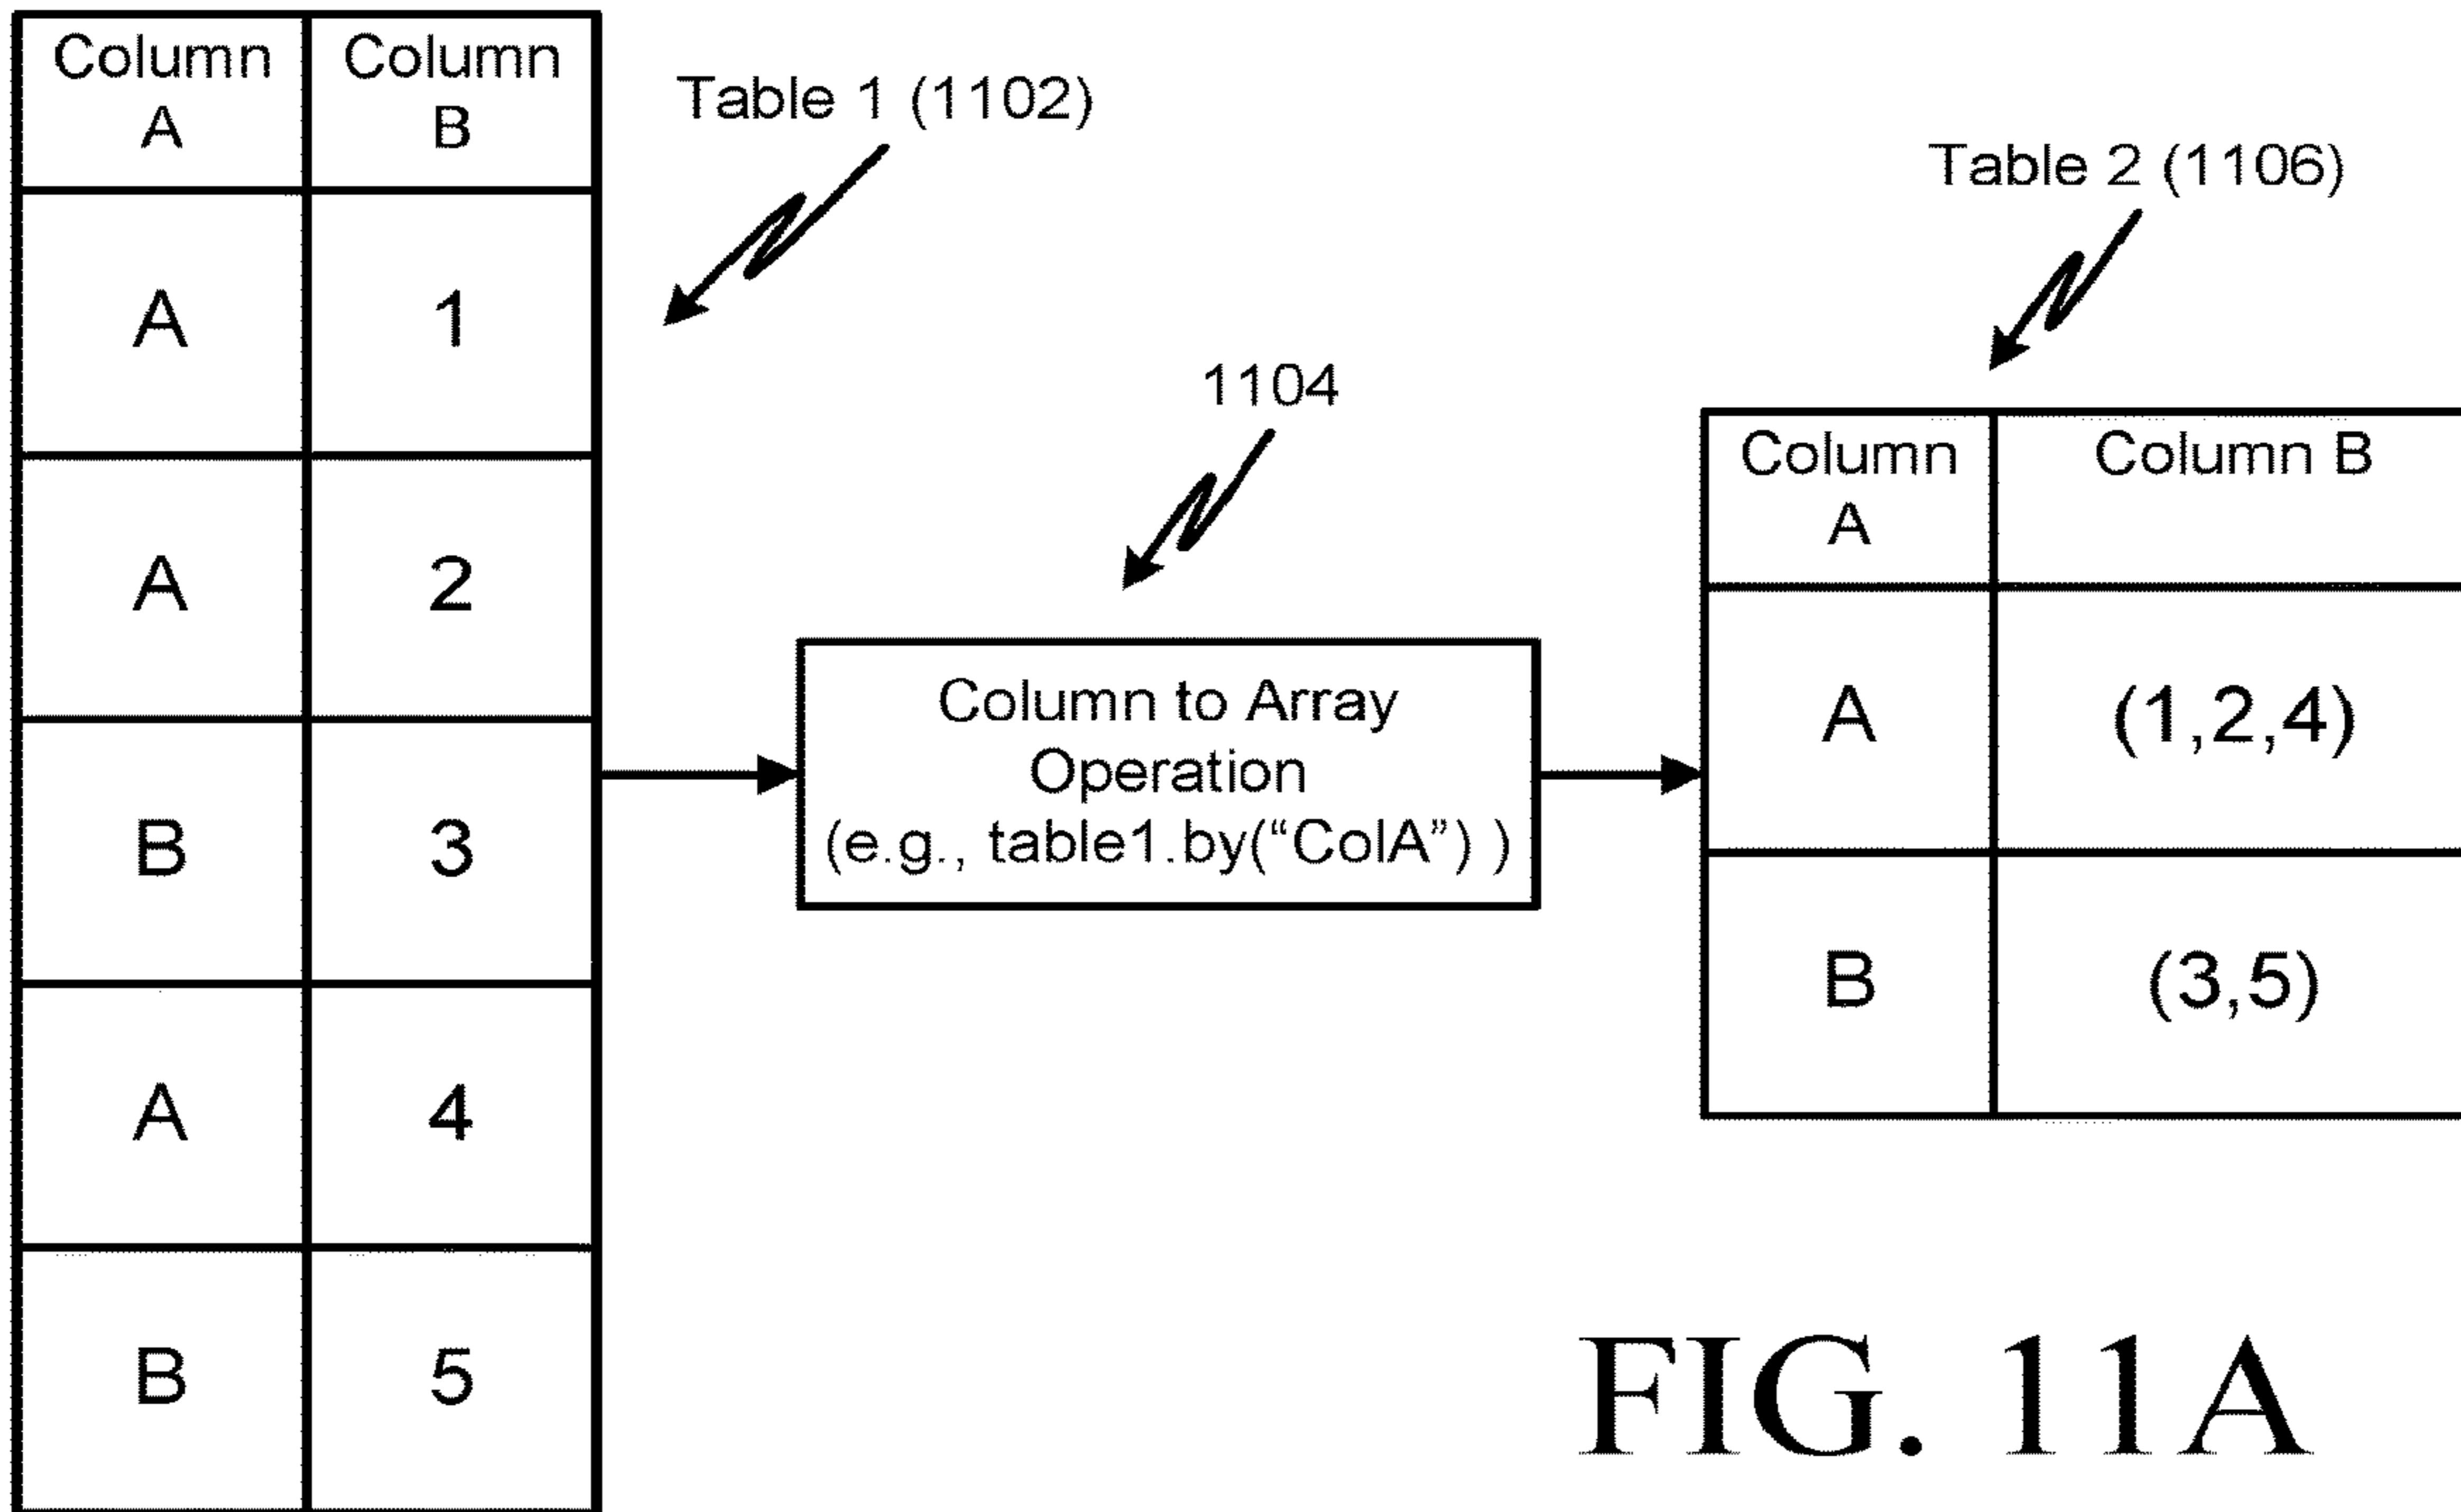 Column
A
Column
B
A
1
A
2
B
3
A
4
B
5
Table 1 (1102)
1104
Column to Array
Operation
(e.g., table1.by(“ColA”) )
Table 2 (1106)
Column
A
Column B
A
(1,2,4)
B
(3,5)
FIG. 11A